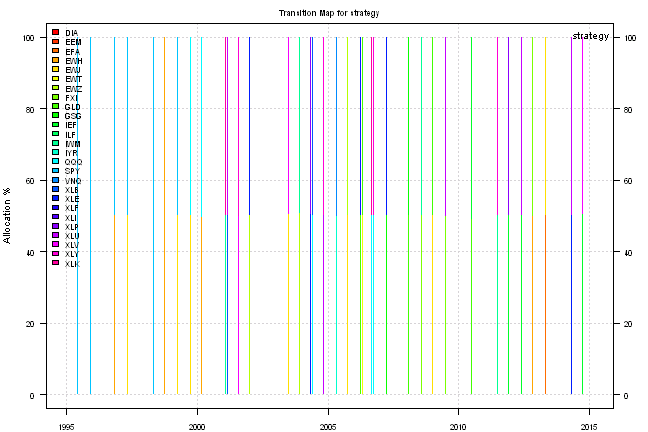 Transition Map for strategy
strategy
Allocation %
100
80
60
40
20
0
DIA
EEM
EFA
EWH
EWJ
EWT
EWZ
FXI
GLD
GSG
IEF
ILF
IWM
IYR
QQQ
SPY
VNQ
XLB
XLE
XLF
XLI
XLP
XLU
XLV
XLY
XLK
100
80
60
40
20
0
1995
2000
2005
2010
2015